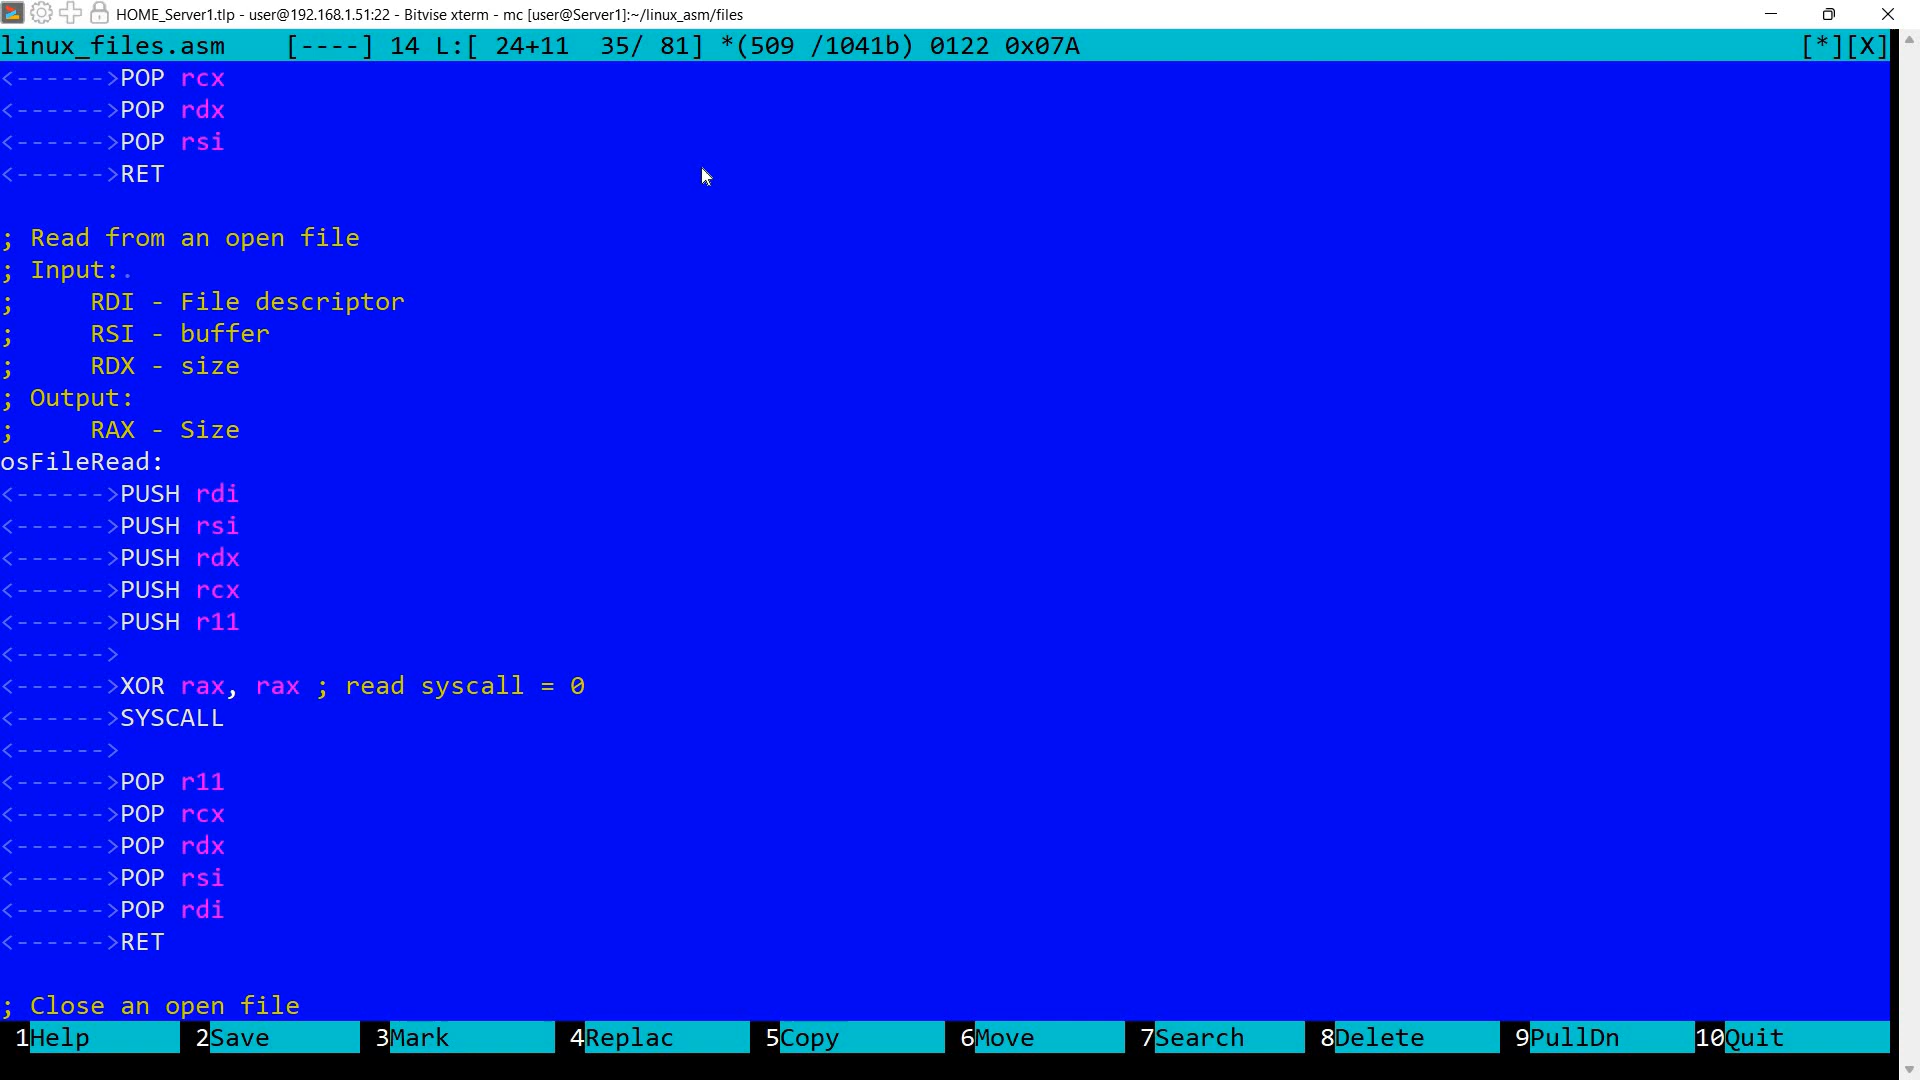 HOME_Server1.tlp - user@192.168.1.51:22 - Bitvise xterm - mc [user@Server1]:~/linux_asm/files
linux_files.asm    [----] 14 L:[ 24+11  35/ 81] *(509 /1041b) 0122 0x07A    [*][X]
<------>POP rcx
<------>POP rdx
<------>POP rsi
<------>RET
; Read from an open file
; Input:.
;     RDI - File descriptor
;     RSI - buffer
;     RDX - size
; Output:
;     RAX - Size
osFileRead:
<------>PUSH rdi
<------>PUSH rsi
<------>PUSH rdx
<------>PUSH rcx
<------>PUSH r11
<------>
<------>XOR rax, rax ; read syscall = 0
<------>SYSCALL
<------>
<------>POP r11
<------>POP rcx
<------>POP rdx
<------>POP rsi
<------>POP rdi
<------>RET
; Close an open file
1Help 2Save 3Mark 4Replac 5Copy 6Move 7Search 8Delete 9PullDn 10Quit